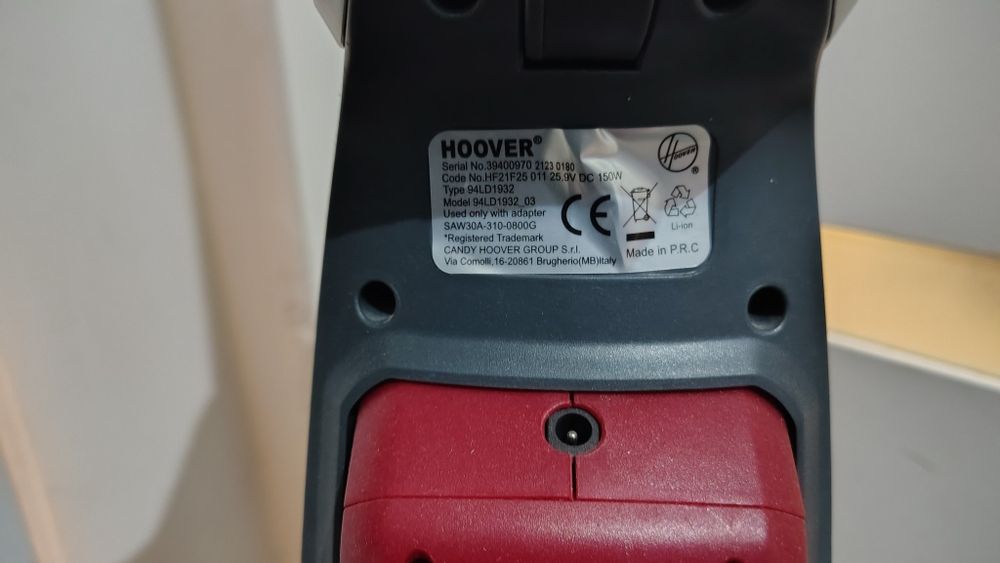 HOOVER®
HOOVER ®
Serial No.39400970 2123 0180
Code No.HF21F25 011 25.9V DC 150W
Type 94LD1932
Model 94LD1932_03
Used only with adapter
SAW30A-310-0800G
*Registered Trademark
CE
Li-ion
CANDY HOOVER GROUP S.r.l.
Made in P.R.C
Via Comolli,16-20861 Brugherio(MB)Italy